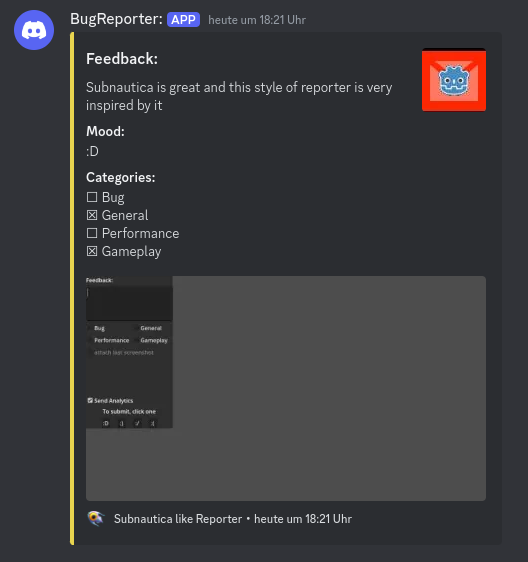 BugReporter: APP heute um 18:21 Uhr
Feedback:
Subnautica is great and this style of reporter is very
inspired by it
Mood:
:D
Categories:
☐ Bug
☒ General
☐ Performance
☒ Gameplay
Feedback:
Bug General
Performance Gameplay
attach last screenshot
☑ Send Analytics
To submit, click one
:D :) :/ :(
Subnautica like Reporter • heute um 18:21 Uhr